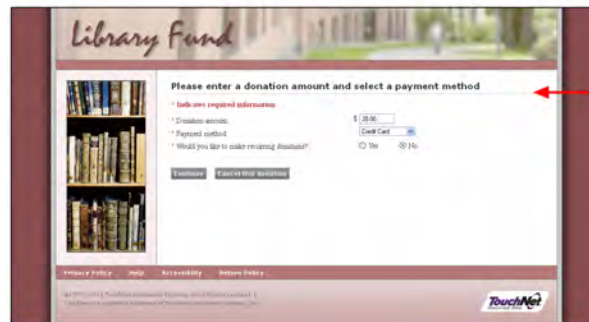 Library Fund
Please enter a donation amount and select a payment method
* Indicates required information
* Donation amount: $ 20.00
* Payment method: Credit Card
* Would you like to make recurring donations? Yes No
Continue Cancel this donation
Privacy Policy Help Accessibility Return Policy
TouchNet